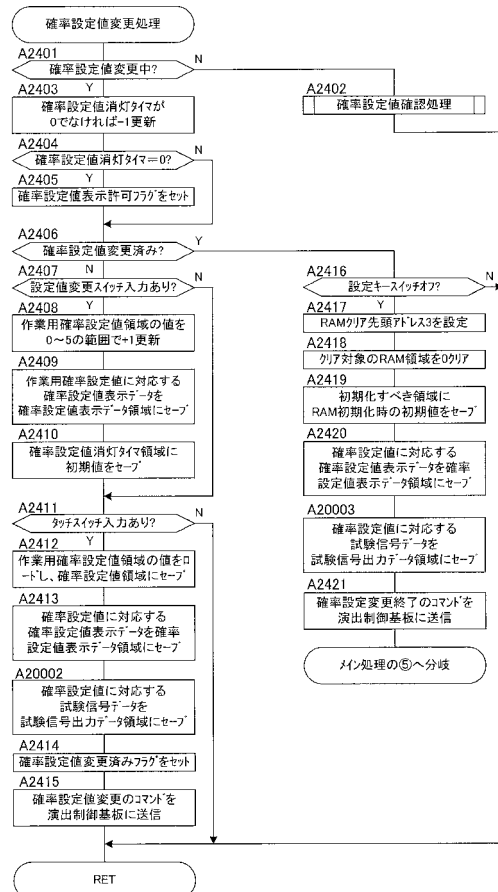 確率設定値変更処理
A2401
確率設定値変更中?
N
Y
A2402
確率設定値確認処理
A2403
確率設定値消灯タイマが
0でなければ-1更新
A2404
確率設定値消灯タイマ=0?
N
Y
A2405
確率設定値表示許可フラグをセット
A2406
確率設定値変更済み?
Y
N
A2407
設定値変更スイッチ入力あり?
N
Y
A2408
作業用確率設定値領域の値を
0~5の範囲で+1更新
A2409
作業用確率設定値に対応する
確率設定値表示データを
確率設定値表示データ領域にセーブ
A2410
確率設定値消灯タイマ領域に
初期値をセーブ
A2411
タッチスイッチ入力あり?
N
Y
A2412
作業用確率設定値領域の値をロ
ードし、確率設定値領域にセーブ
A2413
確率設定値に対応する
確率設定値表示データを確率
設定値表示データ領域にセーブ
A20002
確率設定値に対応する
試験信号データを
試験信号出力データ領域にセーブ
A2414
確率設定値変更済みフラグをセット
A2415
確率設定値変更のコマンドを
演出制御基板に送信
RET
A2416
設定キースイッチオフ?
N
Y
A2417
RAMクリア先頭アドレス3を設定
A2418
クリア対象のRAM領域を0クリア
A2419
初期化すべき領域に
RAM初期化時の初期値をセーブ
A2420
確率設定値に対応する
確率設定値表示データを確率
設定値表示データ領域にセーブ
A20003
確率設定値に対応する
試験信号データを
試験信号出力データ領域にセーブ
A2421
確率設定変更終了のコマンドを
演出制御基板に送信
メイン処理の⑤へ分岐